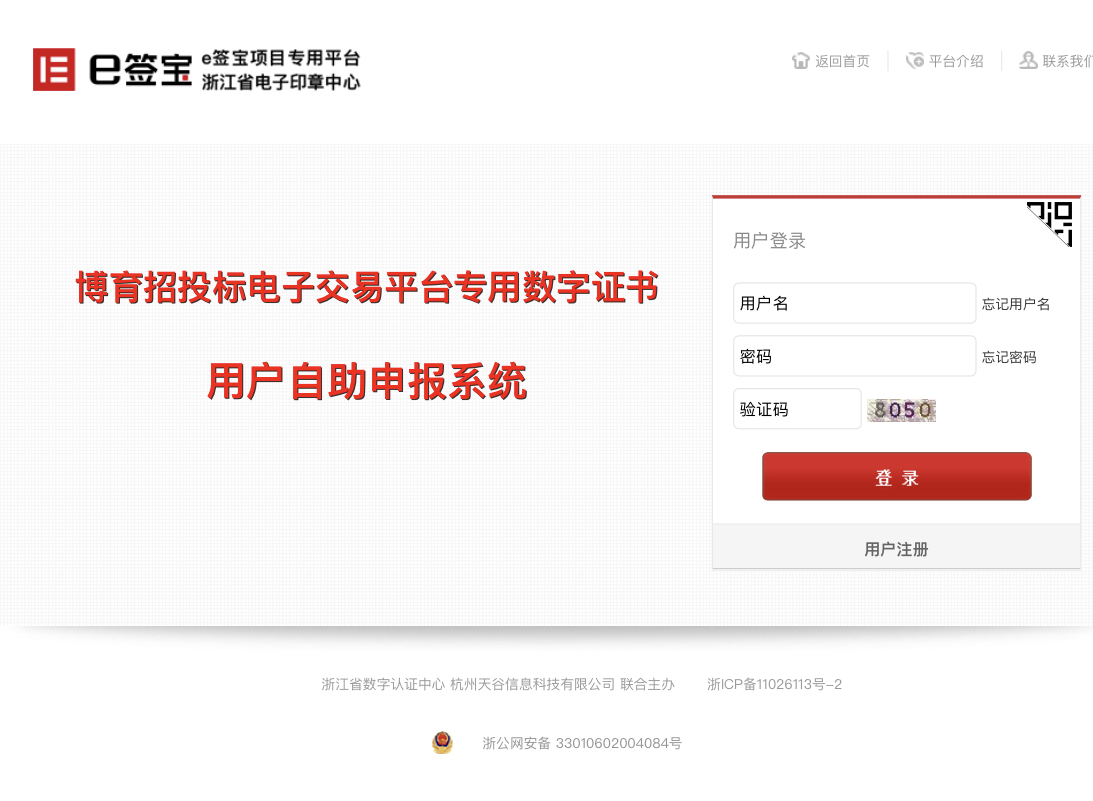 e签宝
e签宝项目专用平台
浙江省电子印章中心
返回首页
平台介绍
联系我们
博育招投标电子交易平台专用数字证书
用户自助申报系统
用户登录
用户名
忘记用户名
密码
忘记密码
验证码
8050
登 录
用户注册
浙江省数字认证中心 杭州天谷信息科技有限公司 联合主办 浙ICP备11026113号-2
浙公网安备 33010602004084号